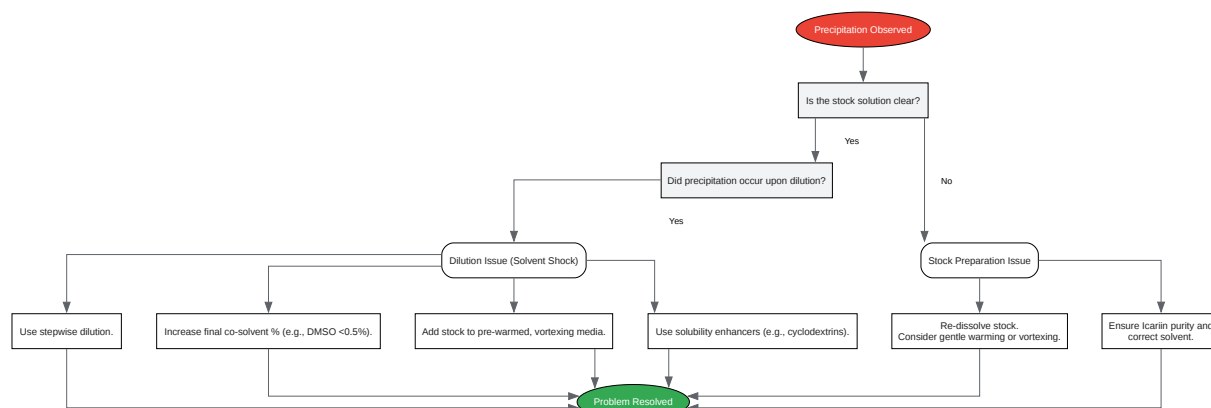 Precipitation Observed
Is the stock solution clear?
Yes
Did precipitation occur upon dilution?
No
Yes
Dilution Issue (Solvent Shock)
Stock Preparation Issue
Use stepwise dilution.
Increase final co-solvent % (e.g., DMSO <0.5%).
Add stock to pre-warmed, vortexing media.
Use solubility enhancers (e.g., cyclodextrins).
Re-dissolve stock.
Consider gentle warming or vortexing.
Ensure Icariin purity and
correct solvent.
Problem Resolved